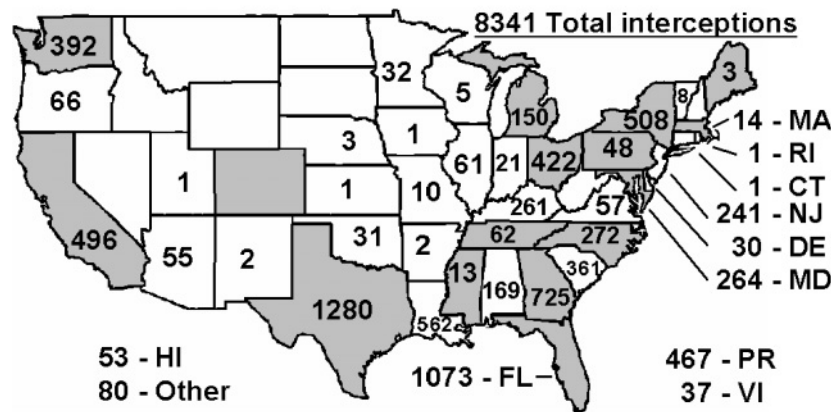 8341 Total interceptions
392
32
3
66
5
8
150
508
14 - MA
3
1
61
21
422
48
1 - RI
1
1
10
1 - CT
496
261
57
241 - NJ
55
2
31
2
62
272
30 - DE
13
169
725
361
264 - MD
1280
562
53 - HI
80 - Other
1073 - FL
467 - PR
37 - VI